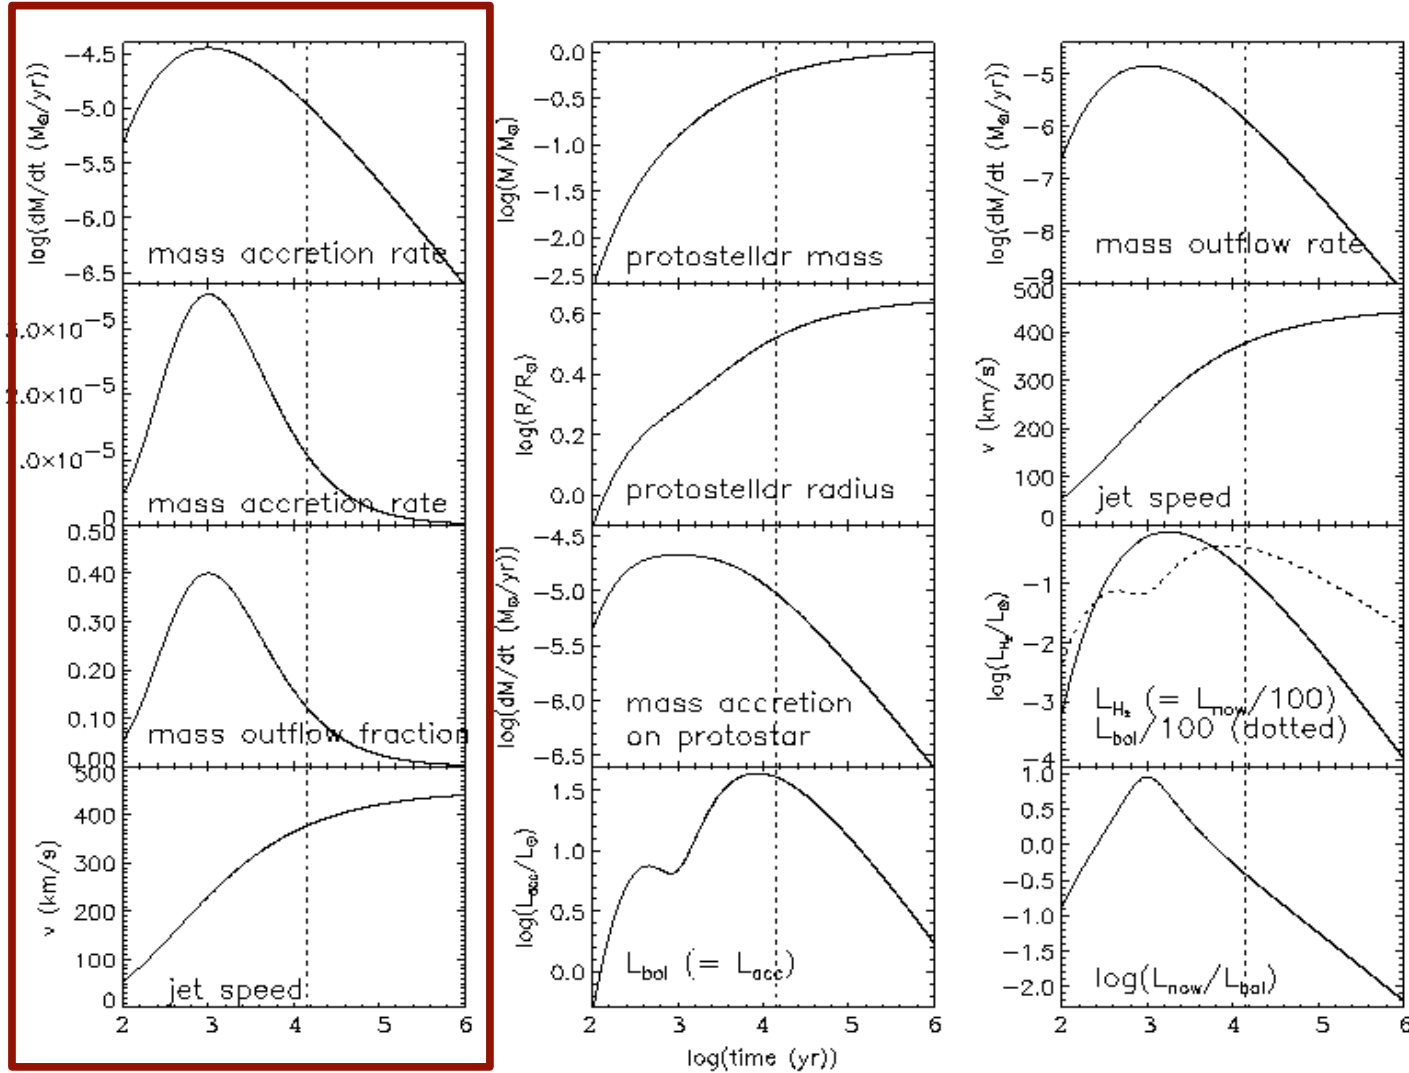 -4.5
-5.0
-5.5
-6.0
-6.5
log(dM/dt (M⊙/yr)
mass accretion rate
.0×10⁻⁵
.0×10⁻⁵
.0×10⁻⁵
0
mass accretion rate
0.50
0.40
0.30
0.20
0.10
0.00
mass outflow fraction
500
400
300
200
100
0
v (km/s)
jet speed
2 3 4 5 6
0.0
-0.5
-1.0
-1.5
-2.0
-2.5
log(M/M⊙)
protostellar mass
0.6
0.4
0.2
0.0
log(R/R⊙)
protostellar radius
-4.5
-5.0
-5.5
-6.0
-6.5
log(dM/dt (M⊙/yr))
mass accretion
on protostar
1.5
1.0
0.5
0.0
log(Lacc/L⊙)
Lbol (= Lacc)
2 3 4 5 6
log(time (yr))
-5
-6
-7
-8
-9
log(dM/dt (M⊙/yr))
mass outflow rate
500
400
300
200
100
0
v (km/s)
jet speed
-1
-2
-3
-4
log(LH₂/L⊙)
LH₂ (= Lnow/100)
Lbol/100 (dotted)
1.0
0.5
0.0
-0.5
-1.0
-1.5
-2.0
log(Lnow/Lbol)
2 3 4 5 6